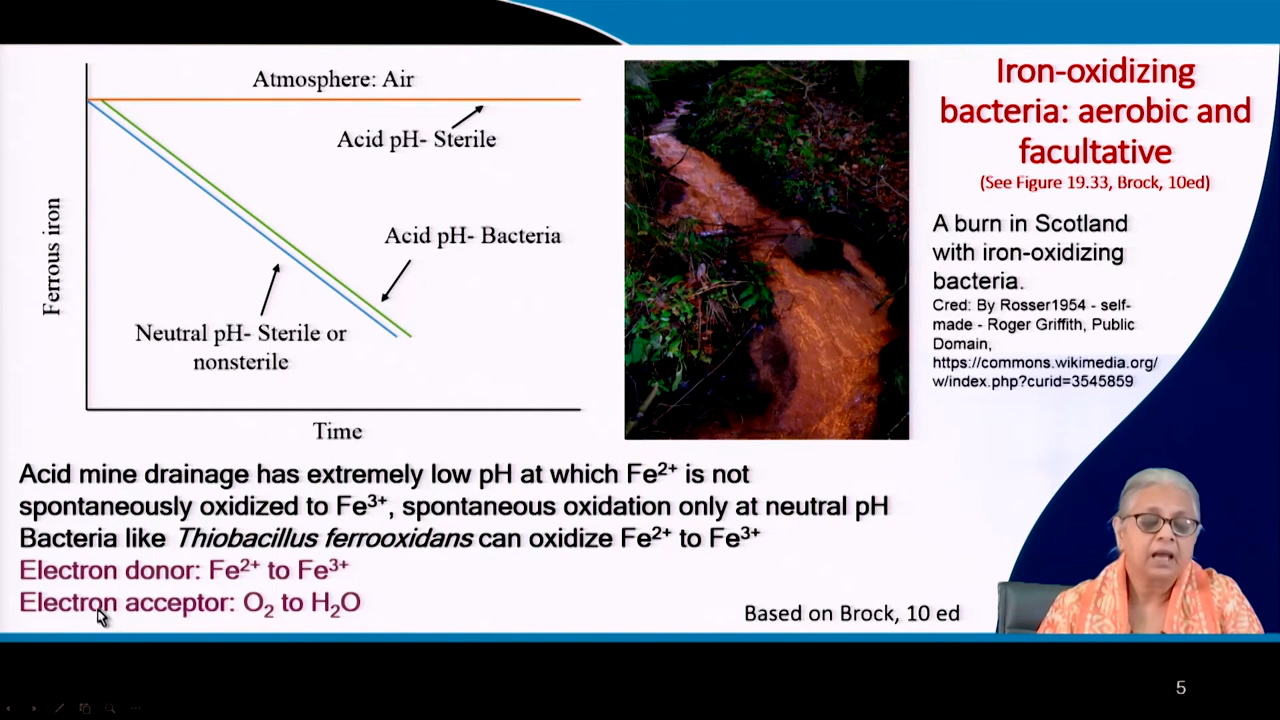 Atmosphere: Air
Acid pH- Sterile
Ferrous iron
Acid pH- Bacteria
Neutral pH- Sterile or
nonsterile
Time
Iron-oxidizing
bacteria: aerobic and
facultative
(See Figure 19.33, Brock, 10ed)
A burn in Scotland
with iron-oxidizing
bacteria.
Cred: By Rosser1954 - self-
made - Roger Griffith, Public
Domain,
https://commons.wikimedia.org/
w/index.php?curid=3545859
Acid mine drainage has extremely low pH at which Fe²⁺ is not
spontaneously oxidized to Fe³⁺, spontaneous oxidation only at neutral pH
Bacteria like Thiobacillus ferrooxidans can oxidize Fe²⁺ to Fe³⁺
Electron donor: Fe²⁺ to Fe³⁺
Electron acceptor: O₂ to H₂O
Based on Brock, 10 ed
5